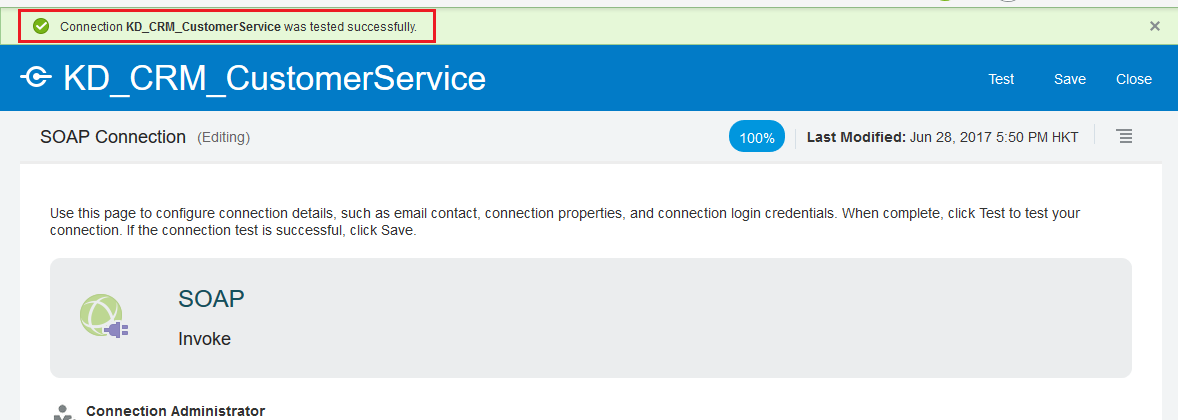 Connection KD_CRM_CustomerService was tested successfully.
KD_CRM_CustomerService
Test Save Close
SOAP Connection (Editing)
100%
Last Modified: Jun 28, 2017 5:50 PM HKT
Use this page to configure connection details, such as email contact, connection properties, and connection login credentials. When complete, click Test to test your
connection. If the connection test is successful, click Save.
SOAP
Invoke
Connection Administrator